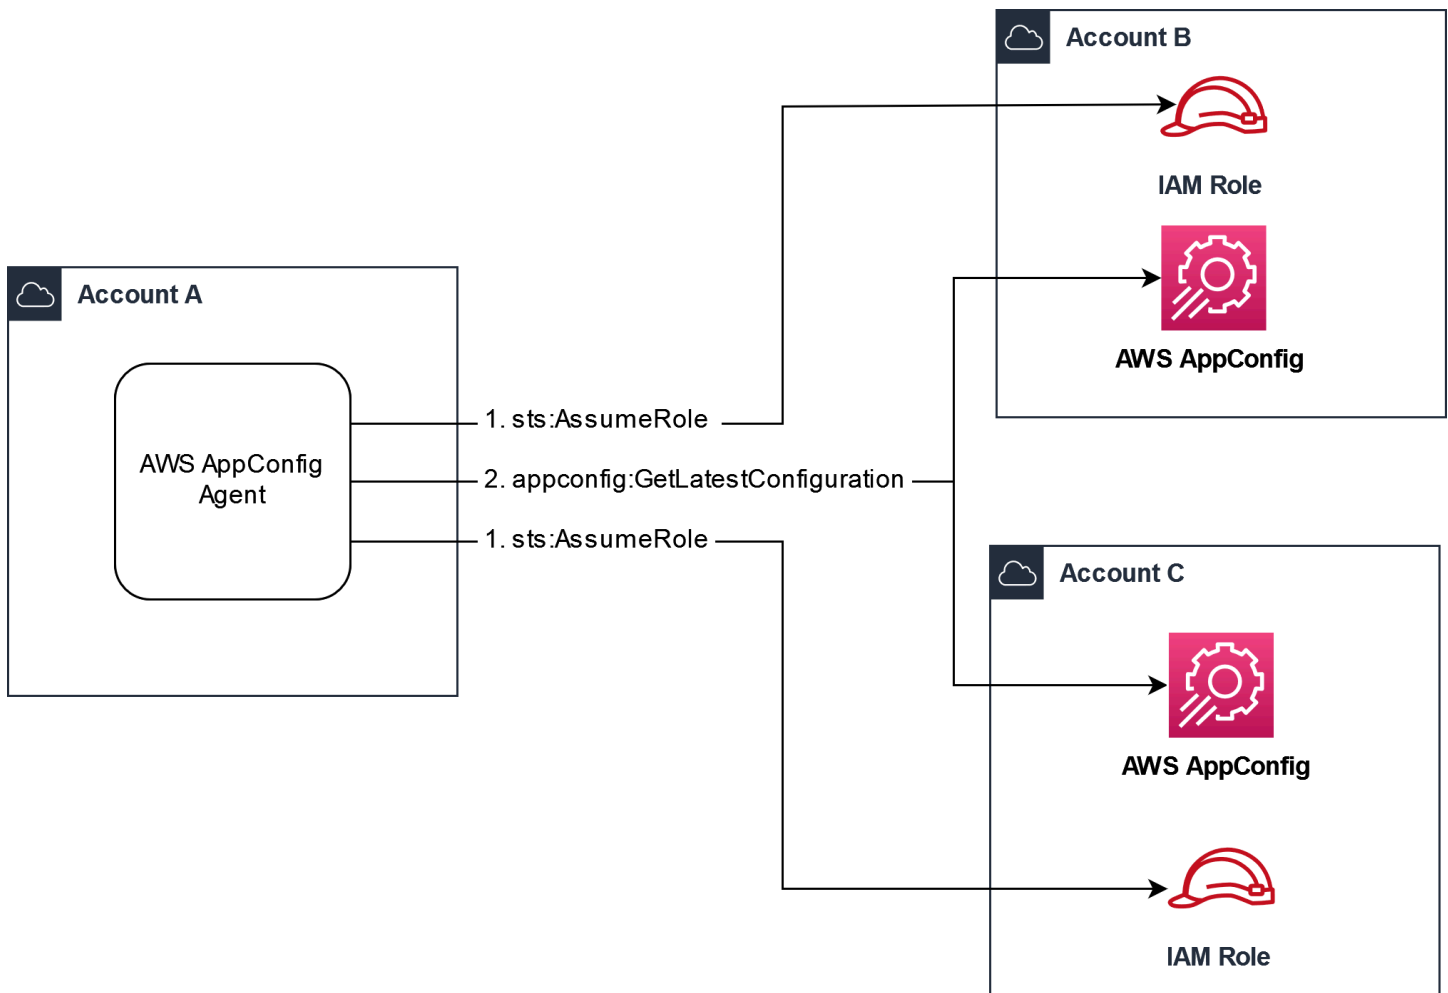 Account A
AWS AppConfig
Agent
1. sts:AssumeRole
2. appconfig:GetLatestConfiguration
1. sts:AssumeRole
Account B
IAM Role
AWS AppConfig
Account C
AWS AppConfig
IAM Role